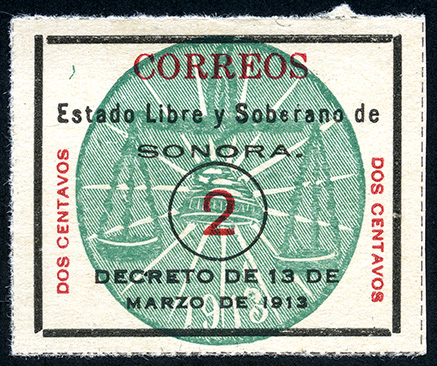 CORREOS
Estado Libre y Soberano de
SONORA.
DOS CENTAVOS
2
DOS CENTAVOS
DECRETO DE 13 DE
MARZO DE 1913
1913